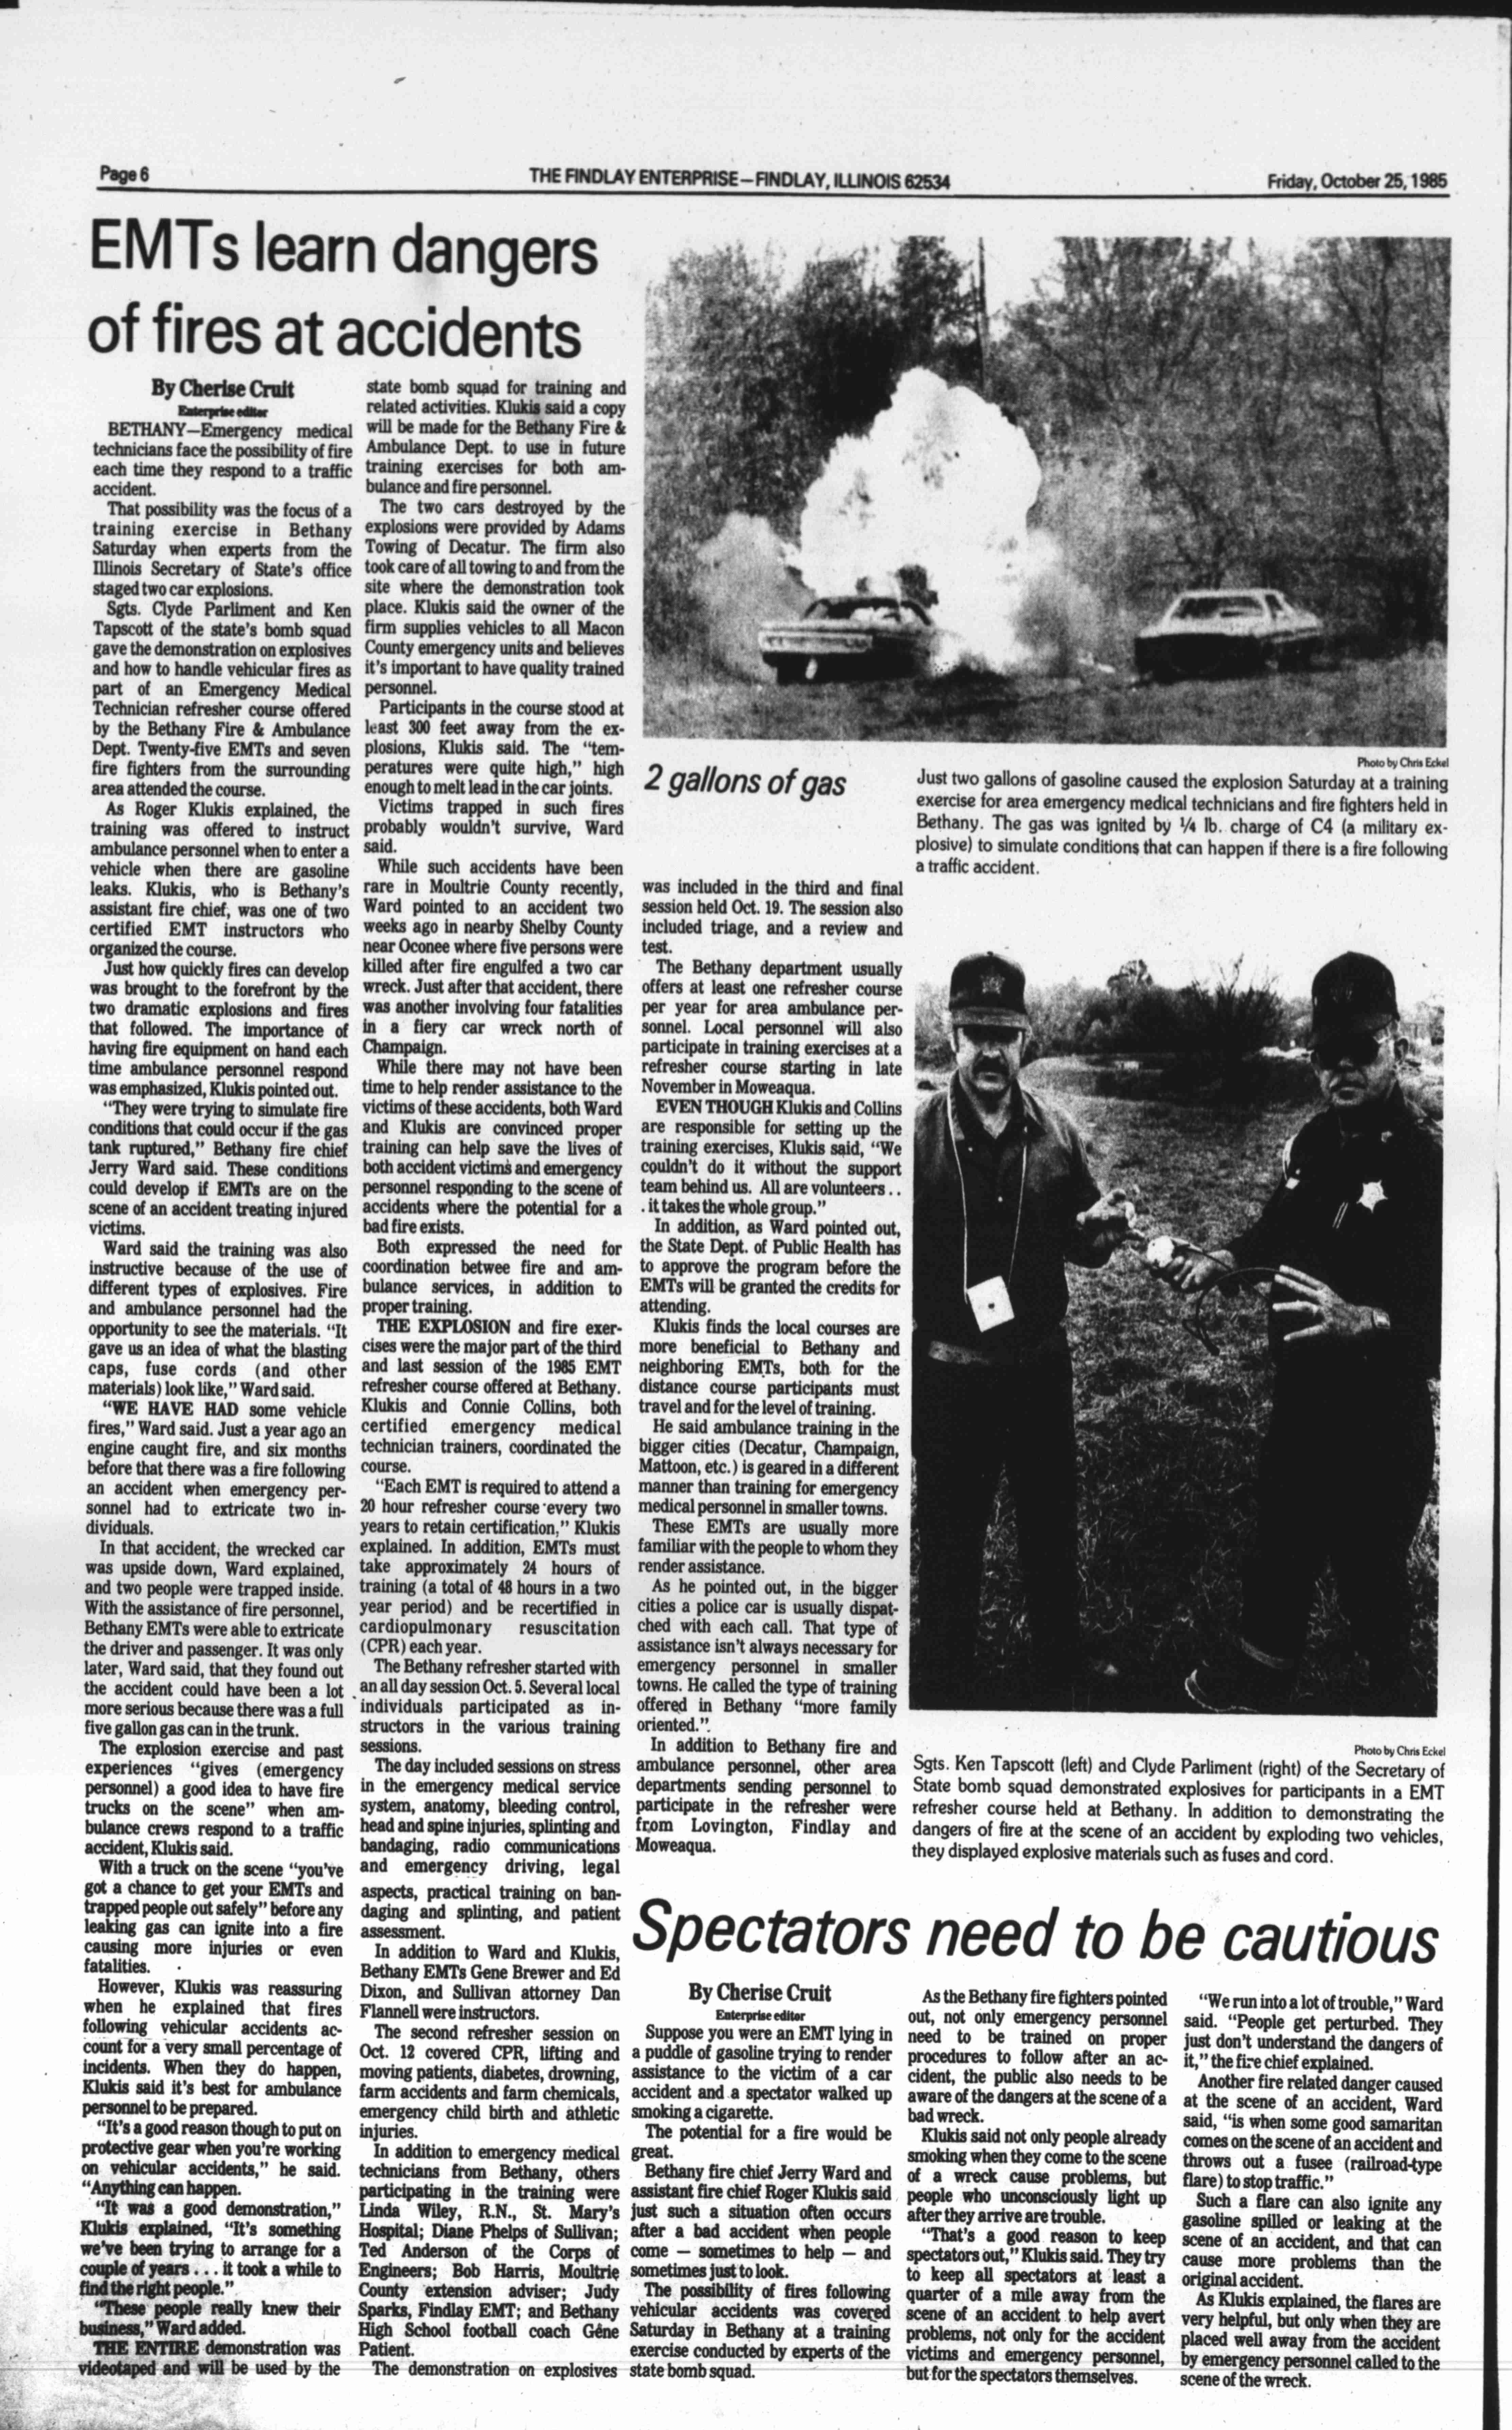 Page 6
THE FINDLAY ENTERPRISE—FINDLAY, ILLINOIS 62534
Friday, October 25, 1985
EMTs learn dangers
of fires at accidents
By Cherise Cruit
Enterprise editor
BETHANY—Emergency medical
technicians face the possibility of fire
each time they respond to a traffic
accident.
That possibility was the focus of a
training exercise in Bethany
Saturday when experts from the
Illinois Secretary of State's office
staged two car explosions.
Sgts. Clyde Parliment and Ken
Tapscott of the state's bomb squad
gave the demonstration on explosives
and how to handle vehicular fires as
part of an Emergency Medical
Technician refresher course offered
by the Bethany Fire & Ambulance
Dept. Twenty-five EMTs and seven
fire fighters from the surrounding
area attended the course.
As Roger Klukis explained, the
training was offered to instruct
ambulance personnel when to enter a
vehicle when there are gasoline
leaks. Klukis, who is Bethany's
assistant fire chief, was one of two
certified EMT instructors who
organized the course.
Just how quickly fires can develop
was brought to the forefront by the
two dramatic explosions and fires
that followed. The importance of
having fire equipment on hand each
time ambulance personnel respond
was emphasized, Klukis pointed out.
"They were trying to simulate fire
conditions that could occur if the gas
tank ruptured," Bethany fire chief
Jerry Ward said. These conditions
could develop if EMTs are on the
scene of an accident treating injured
victims.
Ward said the training was also
instructive because of the use of
different types of explosives. Fire
and ambulance personnel had the
opportunity to see the materials. "It
gave us an idea of what the blasting
caps, fuse cords (and other
materials) look like," Ward said.
"WE HAVE HAD some vehicle
fires," Ward said. Just a year ago an
engine caught fire, and six months
before that there was a fire following
an accident when emergency per-
sonnel had to extricate two in-
dividuals.
In that accident, the wrecked car
was upside down, Ward explained,
and two people were trapped inside.
With the assistance of fire personnel,
Bethany EMTs were able to extricate
the driver and passenger. It was only
later, Ward said, that they found out
the accident could have been a lot
more serious because there was a full
five gallon gas can in the trunk.
The explosion exercise and past
experiences "gives (emergency
personnel) a good idea to have fire
trucks on the scene" when am-
bulance crews respond to a traffic
accident, Klukis said.
With a truck on the scene "you've
got a chance to get your EMTs and
trapped people out safely" before any
leaking gas can ignite into a fire
causing more injuries or even
fatalities.
However, Klukis was reassuring
when he explained that fires
following vehicular accidents ac-
count for a very small percentage of
incidents. When they do happen,
Klukis said it's best for ambulance
personnel to be prepared.
"It's a good reason though to put on
protective gear when you're working
on vehicular accidents," he said.
"Anything can happen.
"It was a good demonstration,"
Klukis explained, "It's something
we've been trying to arrange for a
couple of years . . . it took a while to
find the right people."
"These people really knew their
business," Ward added.
THE ENTIRE demonstration was
videotaped and will be used by the
state bomb squad for training and
related activities. Klukis said a copy
will be made for the Bethany Fire &
Ambulance Dept. to use in future
training exercises for both am-
bulance and fire personnel.
The two cars destroyed by the
explosions were provided by Adams
Towing of Decatur. The firm also
took care of all towing to and from the
site where the demonstration took
place. Klukis said the owner of the
firm supplies vehicles to all Macon
County emergency units and believes
it's important to have quality trained
personnel.
Participants in the course stood at
least 300 feet away from the ex-
plosions, Klukis said. The "tem-
peratures were quite high," high
enough to melt lead in the car joints.
Victims trapped in such fires
probably wouldn't survive, Ward
said.
While such accidents have been
rare in Moultrie County recently,
Ward pointed to an accident two
weeks ago in nearby Shelby County
near Oconee where five persons were
killed after fire engulfed a two car
wreck. Just after that accident, there
was another involving four fatalities
in a fiery car wreck north of
Champaign.
While there may not have been
time to help render assistance to the
victims of these accidents, both Ward
and Klukis are convinced proper
training can help save the lives of
both accident victims and emergency
personnel responding to the scene of
accidents where the potential for a
bad fire exists.
Both expressed the need for
coordination betwee fire and am-
bulance services, in addition to
proper training.
THE EXPLOSION and fire exer-
cises were the major part of the third
and last session of the 1985 EMT
refresher course offered at Bethany.
Klukis and Connie Collins, both
certified emergency medical
technician trainers, coordinated the
course.
"Each EMT is required to attend a
20 hour refresher course every two
years to retain certification," Klukis
explained. In addition, EMTs must
take approximately 24 hours of
training (a total of 48 hours in a two
year period) and be recertified in
cardiopulmonary resuscitation
(CPR) each year.
The Bethany refresher started with
an all day session Oct. 5. Several local
individuals participated as in-
structors in the various training
sessions.
The day included sessions on stress
in the emergency medical service
system, anatomy, bleeding control,
head and spine injuries, splinting and
bandaging, radio communications
and emergency driving, legal
aspects, practical training on ban-
daging and splinting, and patient
assessment.
In addition to Ward and Klukis,
Bethany EMTs Gene Brewer and Ed
Dixon, and Sullivan attorney Dan
Flannell were instructors.
The second refresher session on
Oct. 12 covered CPR, lifting and
moving patients, diabetes, drowning,
farm accidents and farm chemicals,
emergency child birth and athletic
injuries.
In addition to emergency medical
technicians from Bethany, others
participating in the training were
Linda Wiley, R.N., St. Mary's
Hospital; Diane Phelps of Sullivan;
Ted Anderson of the Corps of
Engineers; Bob Harris, Moultrie
County extension adviser; Judy
Sparks, Findlay EMT; and Bethany
High School football coach Gene
Patient.
The demonstration on explosives
Photo by Chris Eckel
2 gallons of gas
Just two gallons of gasoline caused the explosion Saturday at a training
exercise for area emergency medical technicians and fire fighters held in
Bethany. The gas was ignited by ¼ lb. charge of C4 (a military ex-
plosive) to simulate conditions that can happen if there is a fire following
a traffic accident.
was included in the third and final
session held Oct. 19. The session also
included triage, and a review and
test.
The Bethany department usually
offers at least one refresher course
per year for area ambulance per-
sonnel. Local personnel will also
participate in training exercises at a
refresher course starting in late
November in Moweaqua.
EVEN THOUGH Klukis and Collins
are responsible for setting up the
training exercises, Klukis said, "We
couldn't do it without the support
team behind us. All are volunteers . .
. it takes the whole group."
In addition, as Ward pointed out,
the State Dept. of Public Health has
to approve the program before the
EMTs will be granted the credits for
attending.
Klukis finds the local courses are
more beneficial to Bethany and
neighboring EMTs, both for the
distance course participants must
travel and for the level of training.
He said ambulance training in the
bigger cities (Decatur, Champaign,
Mattoon, etc.) is geared in a different
manner than training for emergency
medical personnel in smaller towns.
These EMTs are usually more
familiar with the people to whom they
render assistance.
As he pointed out, in the bigger
cities a police car is usually dispat-
ched with each call. That type of
assistance isn't always necessary for
emergency personnel in smaller
towns. He called the type of training
offered in Bethany "more family
oriented.".
In addition to Bethany fire and
ambulance personnel, other area
departments sending personnel to
participate in the refresher were
from Lovington, Findlay and
Moweaqua.
Photo by Chris Eckel
Sgts. Ken Tapscott (left) and Clyde Parliment (right) of the Secretary of
State bomb squad demonstrated explosives for participants in a EMT
refresher course held at Bethany. In addition to demonstrating the
dangers of fire at the scene of an accident by exploding two vehicles,
they displayed explosive materials such as fuses and cord.
Spectators need to be cautious
By Cherise Cruit
Enterprise editor
Suppose you were an EMT lying in
a puddle of gasoline trying to render
assistance to the victim of a car
accident and a spectator walked up
smoking a cigarette.
The potential for a fire would be
great.
Bethany fire chief Jerry Ward and
assistant fire chief Roger Klukis said
just such a situation often occurs
after a bad accident when people
come — sometimes to help — and
sometimes just to look.
The possibility of fires following
vehicular accidents was covered
Saturday in Bethany at a training
exercise conducted by experts of the
state bomb squad.
As the Bethany fire fighters pointed
out, not only emergency personnel
need to be trained on proper
procedures to follow after an ac-
cident, the public also needs to be
aware of the dangers at the scene of a
bad wreck.
Klukis said not only people already
smoking when they come to the scene
of a wreck cause problems, but
people who unconsciously light up
after they arrive are trouble.
"That's a good reason to keep
spectators out," Klukis said. They try
to keep all spectators at least a
quarter of a mile away from the
scene of an accident to help avert
problems, not only for the accident
victims and emergency personnel,
but for the spectators themselves.
"We run into a lot of trouble," Ward
said. "People get perturbed. They
just don't understand the dangers of
it," the fire chief explained.
Another fire related danger caused
at the scene of an accident, Ward
said, "is when some good samaritan
comes on the scene of an accident and
throws out a fusee (railroad-type
flare) to stop traffic."
Such a flare can also ignite any
gasoline spilled or leaking at the
scene of an accident, and that can
cause more problems than the
original accident.
As Klukis explained, the flares are
very helpful, but only when they are
placed well away from the accident
by emergency personnel called to the
scene of the wreck.